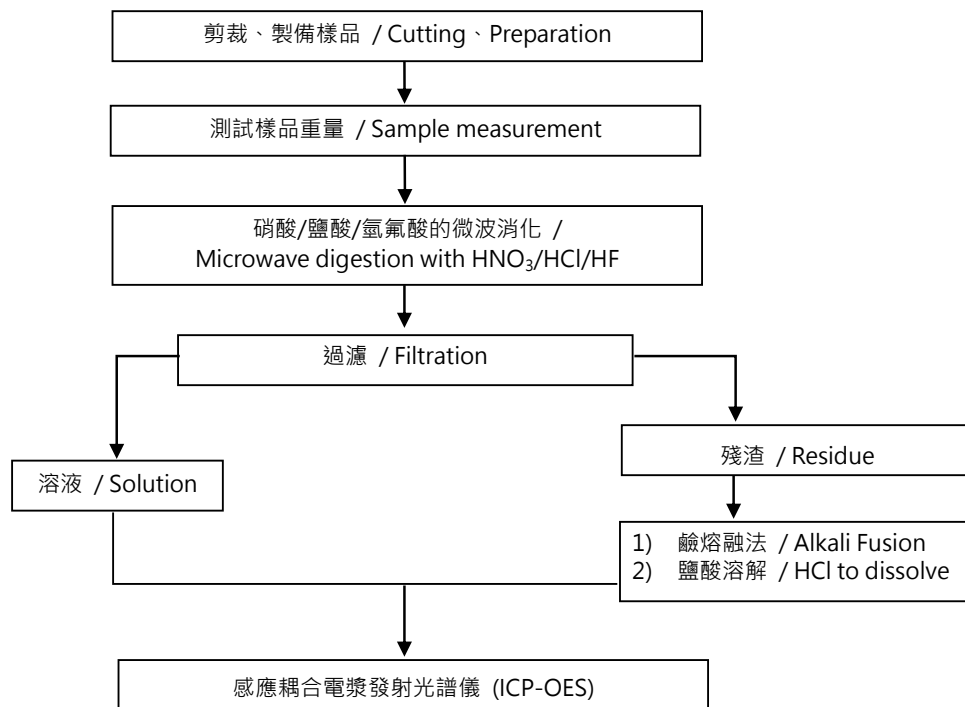 剪裁、製備樣品 / Cutting、Preparation
測試樣品重量 / Sample measurement
硝酸/鹽酸/氫氟酸的微波消化 /
Microwave digestion with HNO₃/HCl/HF
過濾 / Filtration
溶液 / Solution
殘渣 / Residue
1) 鹼熔融法 / Alkali Fusion
2) 鹽酸溶解 / HCl to dissolve
感應耦合電漿發射光譜儀 (ICP-OES)